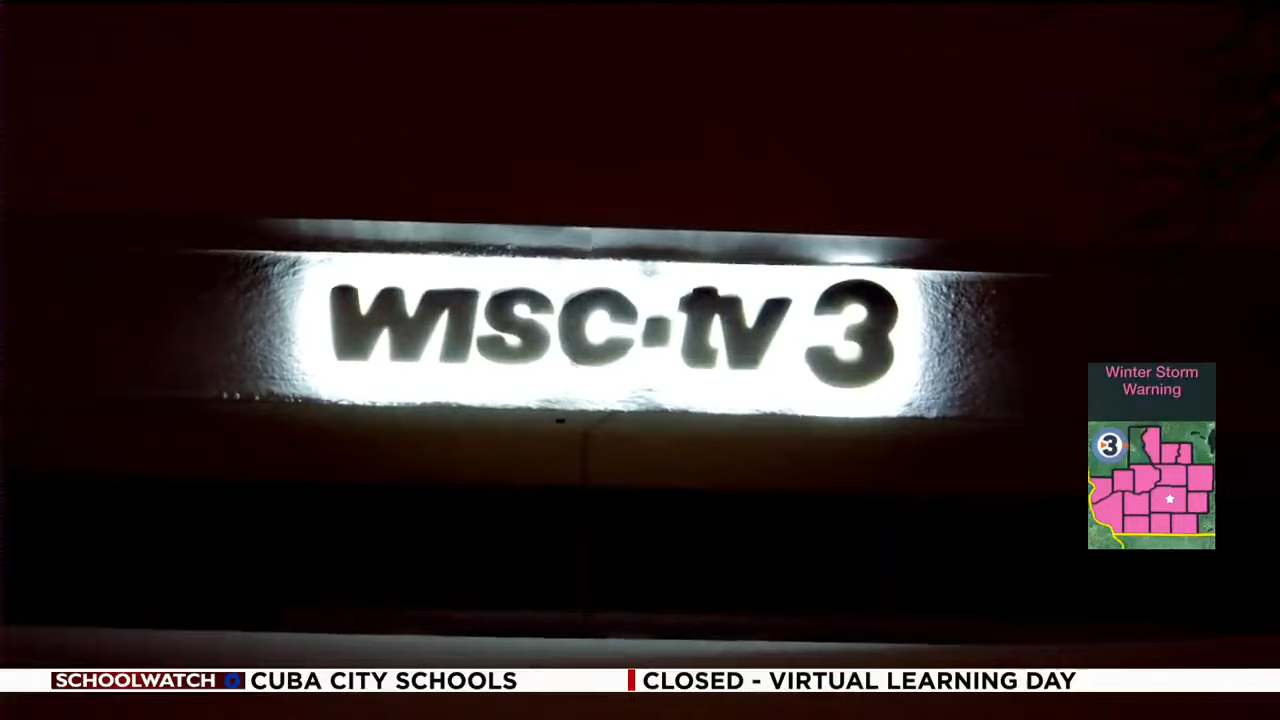 WISC·tv 3
Winter Storm
Warning
3
SCHOOLWATCH CUBA CITY SCHOOLS CLOSED - VIRTUAL LEARNING DAY